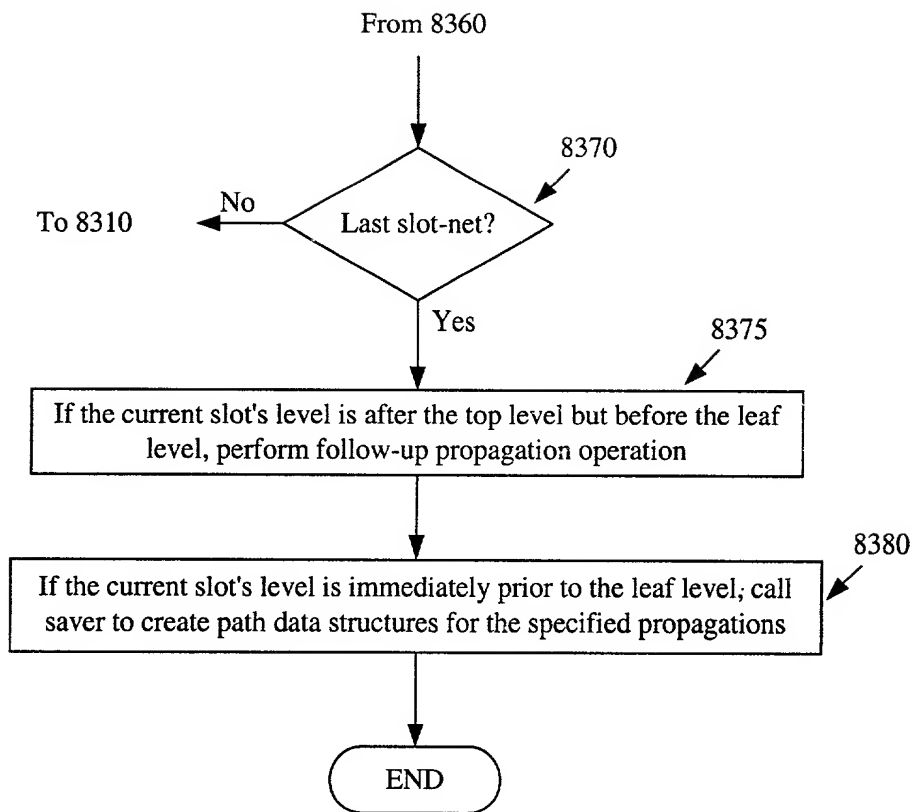 From 8360
8370
No
To 8310
Last slot-net?
Yes
8375
If the current slot's level is after the top level but before the leaf
level, perform follow-up propagation operation
8380
If the current slot's level is immediately prior to the leaf level, call
saver to create path data structures for the specified propagations
END